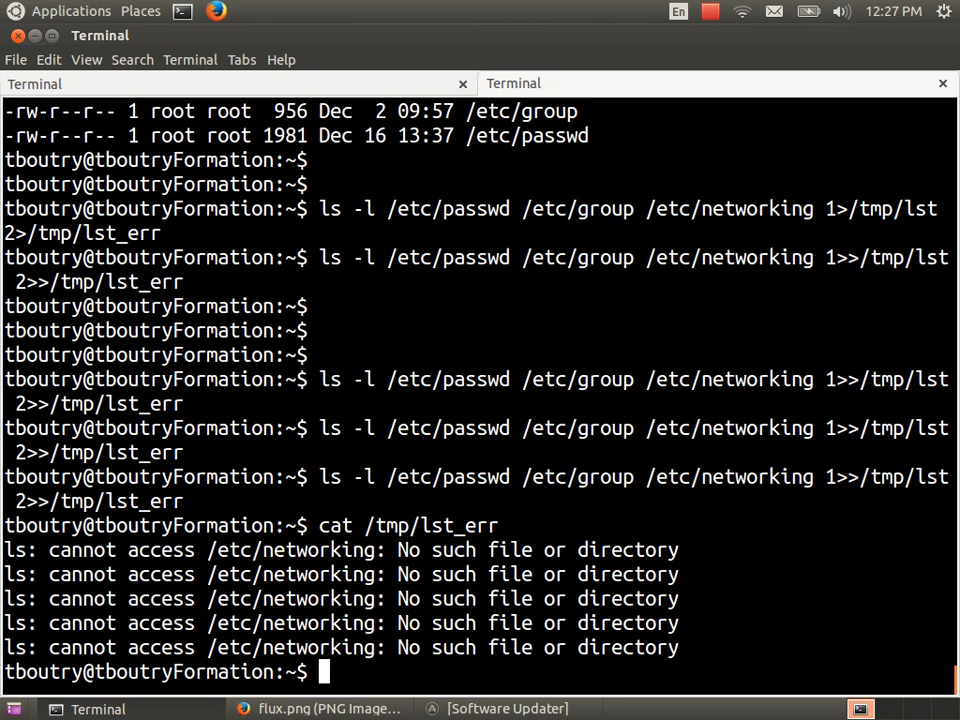 Applications Places En 12:27 PM
Terminal
File Edit View Search Terminal Tabs Help
Terminal Terminal
-rw-r--r-- 1 root root  956 Dec  2 09:57 /etc/group
-rw-r--r-- 1 root root 1981 Dec 16 13:37 /etc/passwd
tboutry@tboutryFormation:~$
tboutry@tboutryFormation:~$
tboutry@tboutryFormation:~$ ls -l /etc/passwd /etc/group /etc/networking 1>/tmp/lst
2>/tmp/lst_err
tboutry@tboutryFormation:~$ ls -l /etc/passwd /etc/group /etc/networking 1>>/tmp/lst
 2>>/tmp/lst_err
tboutry@tboutryFormation:~$
tboutry@tboutryFormation:~$
tboutry@tboutryFormation:~$
tboutry@tboutryFormation:~$ ls -l /etc/passwd /etc/group /etc/networking 1>>/tmp/lst
 2>>/tmp/lst_err
tboutry@tboutryFormation:~$ ls -l /etc/passwd /etc/group /etc/networking 1>>/tmp/lst
 2>>/tmp/lst_err
tboutry@tboutryFormation:~$ ls -l /etc/passwd /etc/group /etc/networking 1>>/tmp/lst
 2>>/tmp/lst_err
tboutry@tboutryFormation:~$ cat /tmp/lst_err
ls: cannot access /etc/networking: No such file or directory
ls: cannot access /etc/networking: No such file or directory
ls: cannot access /etc/networking: No such file or directory
ls: cannot access /etc/networking: No such file or directory
ls: cannot access /etc/networking: No such file or directory
tboutry@tboutryFormation:~$
Terminal flux.png (PNG Image... [Software Updater]